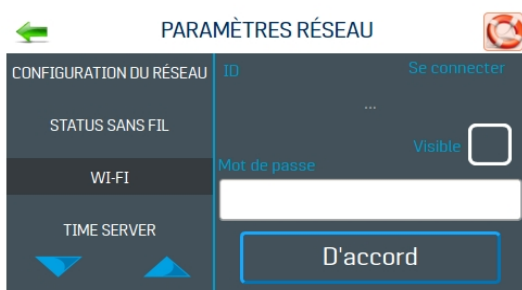 PARAMÈTRES RÉSEAU
CONFIGURATION DU RÉSEAU
STATUS SANS FIL
WI-FI
TIME SERVER
ID
Se connecter
...
Visible
Mot de passe
D'accord